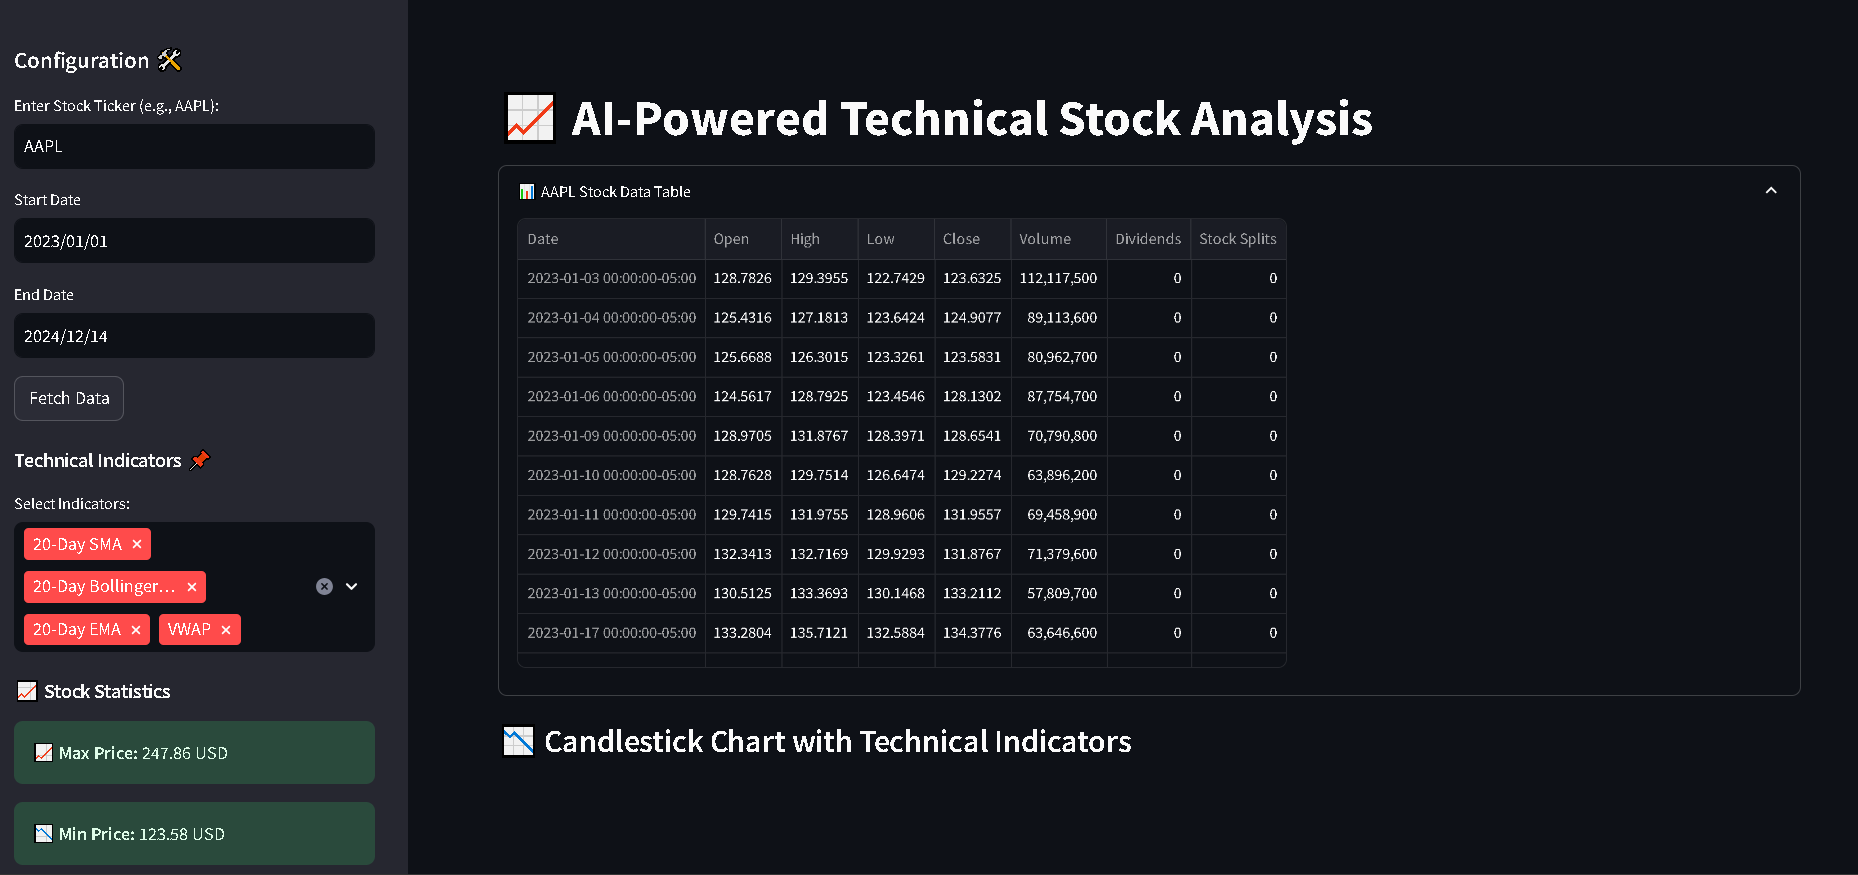 Configuration 🛠️
Enter Stock Ticker (e.g., AAPL):
AAPL
Start Date
2023/01/01
End Date
2024/12/14
Fetch Data
Technical Indicators 📌
Select Indicators:
20-Day SMA ×
20-Day Bollinger... ×
20-Day EMA × VWAP ×
📈 Stock Statistics
📈 Max Price: 247.86 USD
📉 Min Price: 123.58 USD
📈 AI-Powered Technical Stock Analysis
📊 AAPL Stock Data Table
Date Open High Low Close Volume Dividends Stock Splits
2023-01-03 00:00:00-05:00 128.7826 129.3955 122.7429 123.6325 112,117,500 0 0
2023-01-04 00:00:00-05:00 125.4316 127.1813 123.6424 124.9077 89,113,600 0 0
2023-01-05 00:00:00-05:00 125.6688 126.3015 123.3261 123.5831 80,962,700 0 0
2023-01-06 00:00:00-05:00 124.5617 128.7925 123.4546 128.1302 87,754,700 0 0
2023-01-09 00:00:00-05:00 128.9705 131.8767 128.3971 128.6541 70,790,800 0 0
2023-01-10 00:00:00-05:00 128.7628 129.7514 126.6474 129.2274 63,896,200 0 0
2023-01-11 00:00:00-05:00 129.7415 131.9755 128.9606 131.9557 69,458,900 0 0
2023-01-12 00:00:00-05:00 132.3413 132.7169 129.9293 131.8767 71,379,600 0 0
2023-01-13 00:00:00-05:00 130.5125 133.3693 130.1468 133.2112 57,809,700 0 0
2023-01-17 00:00:00-05:00 133.2804 135.7121 132.5884 134.3776 63,646,600 0 0
📉 Candlestick Chart with Technical Indicators